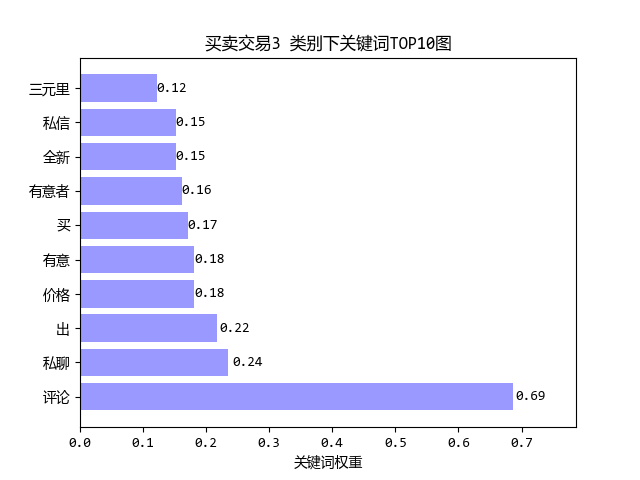 买卖交易3 类别下关键词TOP10图
三元里 0.12
私信 0.15
全新 0.15
有意者 0.16
买 0.17
有意 0.18
价格 0.18
出 0.22
私聊 0.24
评论 0.69
0.0 0.1 0.2 0.3 0.4 0.5 0.6 0.7
关键词权重